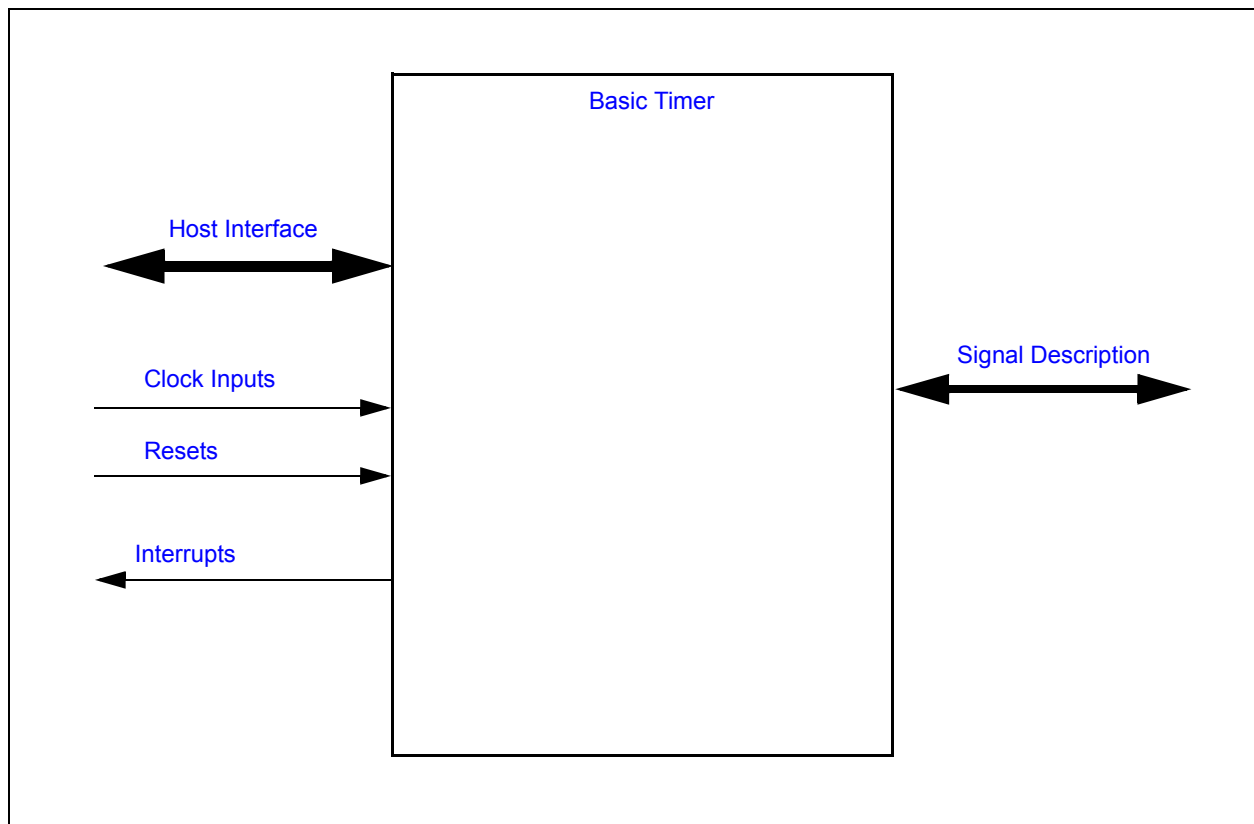 Basic Timer
Host Interface
Signal Description
Clock Inputs
Resets
Interrupts